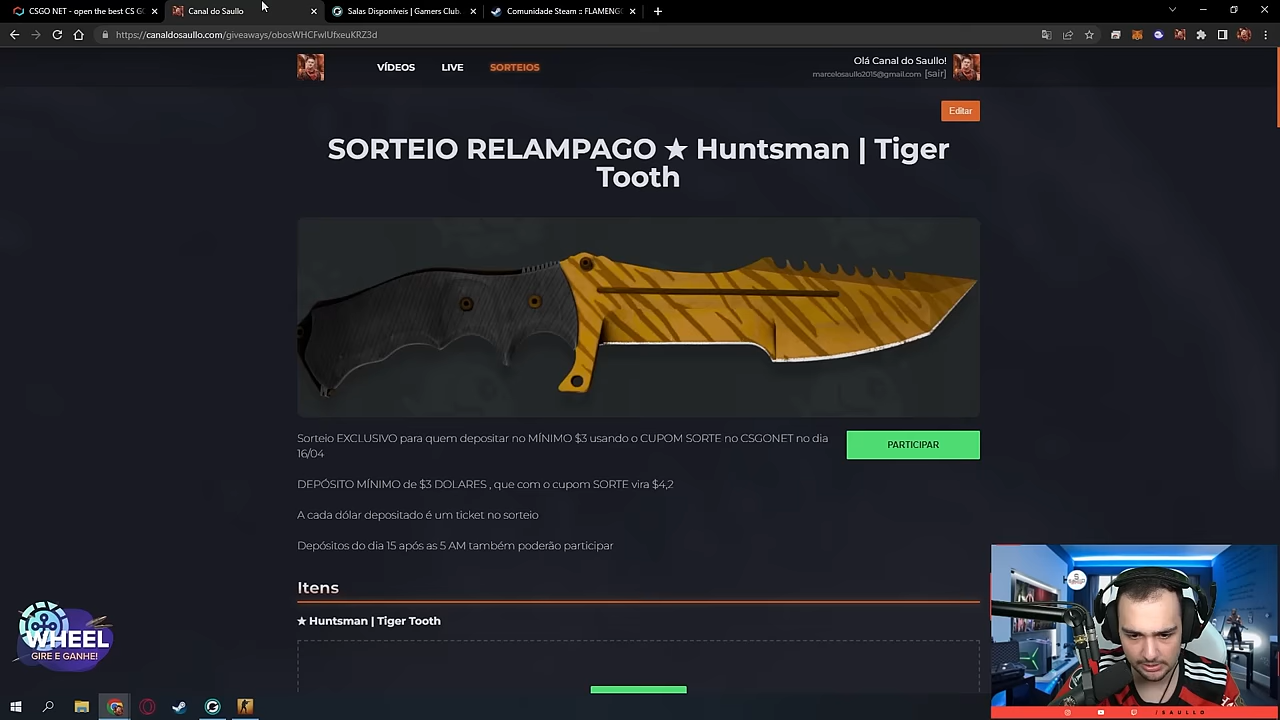 CSGO NET - open the best CS G
Canal do Saullo
Salas Disponíveis | Gamers Club.
Comunidade Steam :: FLAMENG
https://canaldosaullo.com/giveaways/obosWHCFwlUfxeuKRZ3d
VÍDEOS
LIVE
SORTEIOS
Olá Canal do Saullo!
marcelosaullo2015@gmail.com [sair]
Editar
SORTEIO RELAMPAGO ★ Huntsman | Tiger
Tooth
Sorteio EXCLUSIVO para quem depositar no MÍNIMO $3 usando o CUPOM SORTE no CSGONET no dia
16/04
PARTICIPAR
DEPÓSITO MÍNIMO de $3 DOLARES , que com o cupom SORTE vira $4,2
A cada dólar depositado é um ticket no sorteio
Depósitos do dia 15 após as 5 AM também poderão participar
Itens
★ Huntsman | Tiger Tooth
WHEEL
GIRE E GANHE!
/SAULLO